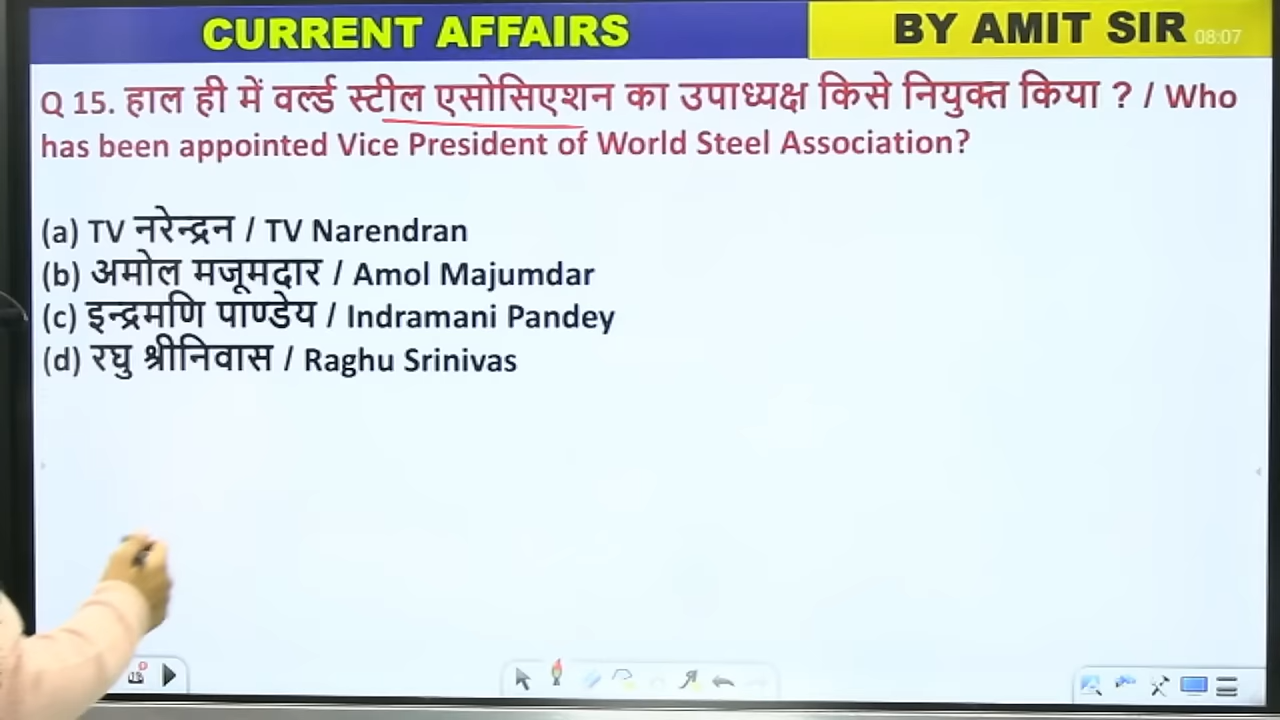 CURRENT AFFAIRS
BY AMIT SIR
08:07
Q 15. हाल ही में वर्ल्ड स्टील एसोसिएशन का उपाध्यक्ष किसे नियुक्त किया ? / Who
has been appointed Vice President of World Steel Association?
(a) TV नरेन्द्रन / TV Narendran
(b) अमोल मजूमदार / Amol Majumdar
(c) इन्द्रमणि पाण्डेय / Indramani Pandey
(d) रघु श्रीनिवास / Raghu Srinivas